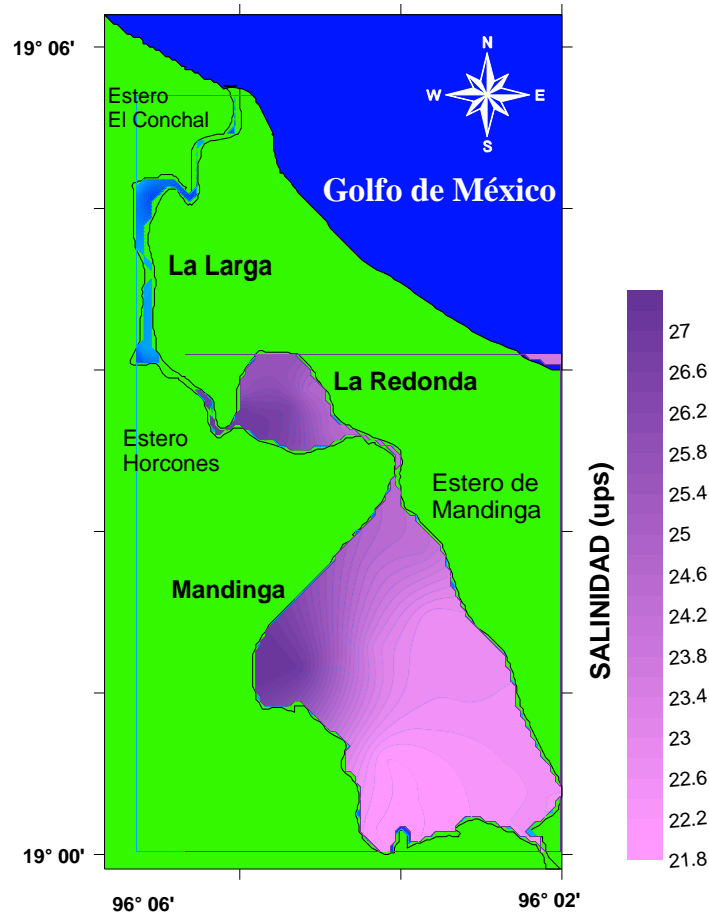 19° 06'
N
W
E
S
Estero
El Conchal
Golfo de México
La Larga
La Redonda
Estero
Horcones
Estero de
Mandinga
Mandinga
SALINIDAD (ups)
27
26.6
26.2
25.8
25.4
25
24.6
24.2
23.8
23.4
23
22.6
22.2
21.8
19° 00'
96° 06'
96° 02'